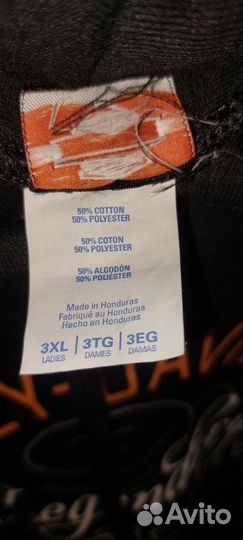 50% COTTON
50% POLYESTER
50% COTON
50% POLYESTER
50% ALGODÓN
50% POLIÉSTER
Made in Honduras
Fabriqué au Honduras
Hecho en Honduras
3XL | 3TG | 3EG
LADIES DAMES DAMAS
Y-DAV
Avito